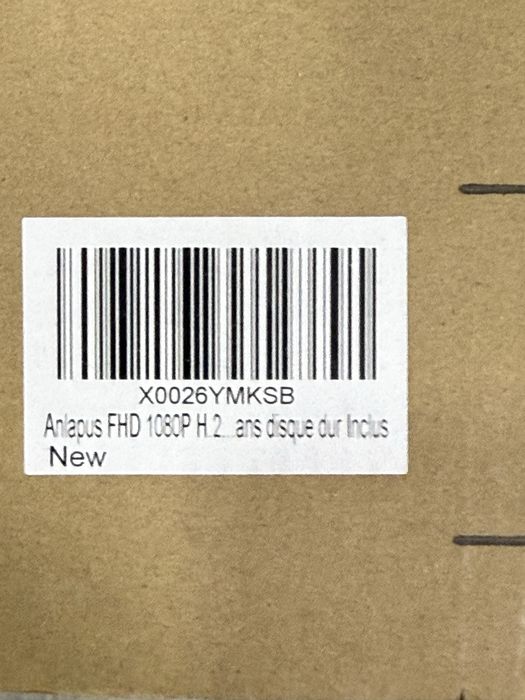 X0026YMKSB
Anlapus FHD 1080P H.2...ans disque dur Inclus
New